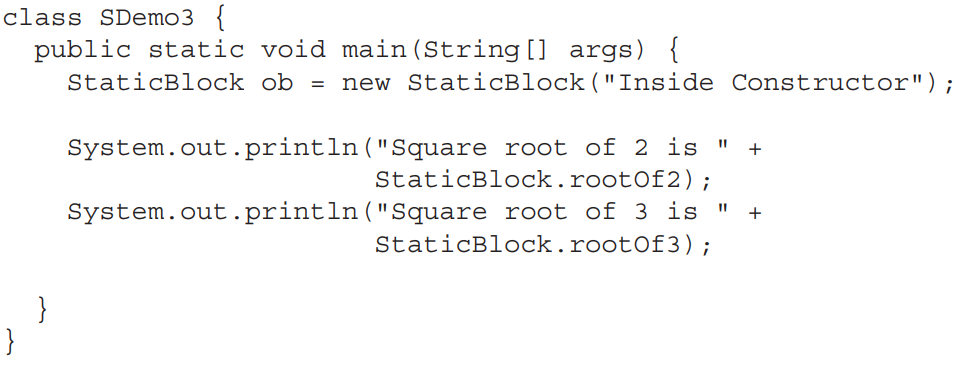 class SDemo3 {
  public static void main(String[] args) {
    StaticBlock ob = new StaticBlock("Inside Constructor");

    System.out.println("Square root of 2 is " +
                       StaticBlock.rootOf2);
    System.out.println("Square root of 3 is " +
                       StaticBlock.rootOf3);

  }
}